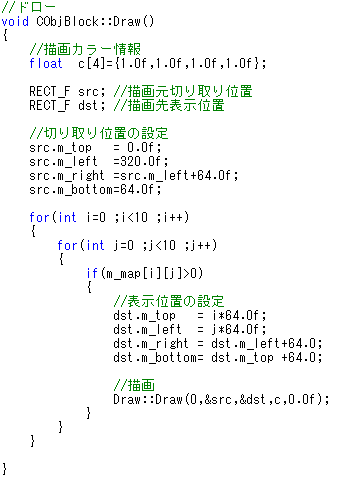 //ドロー
void CObjBlock::Draw()
{
    //描画カラー情報
    float  c[4]={1.0f,1.0f,1.0f,1.0f};

    RECT_F src; //描画元切り取り位置
    RECT_F dst; //描画先表示位置

    //切り取り位置の設定
    src.m_top   = 0.0f;
    src.m_left  =320.0f;
    src.m_right =src.m_left+64.0f;
    src.m_bottom=64.0f;

    for(int i=0 ;i<10 ;i++)
    {
        for(int j=0 ;j<10 ;j++)
        {
            if(m_map[i][j]>0)
            {
                //表示位置の設定
                dst.m_top   = i*64.0f;
                dst.m_left  = j*64.0f;
                dst.m_right = dst.m_left+64.0;
                dst.m_bottom= dst.m_top +64.0;

                //描画
                Draw::Draw(0,&src,&dst,c,0.0f);
            }
        }
    }

}